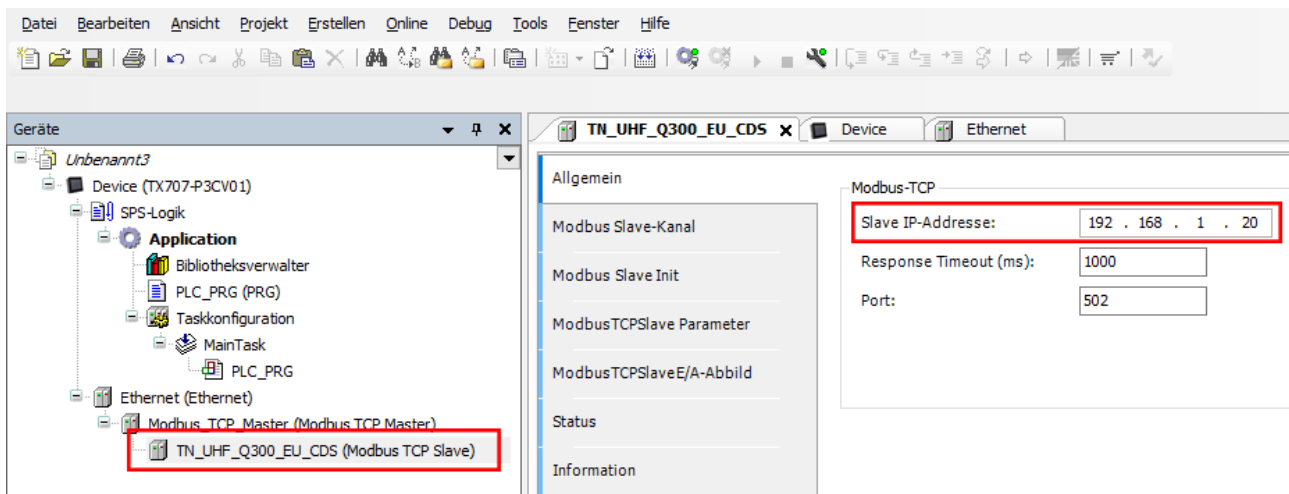 Datei Bearbeiten Ansicht Projekt Erstellen Online Debug Tools Fenster Hilfe
Geräte
Unbenannt3
Device (TX707-P3CV01)
SPS-Logik
Application
Bibliotheksverwalter
PLC_PRG (PRG)
Taskkonfiguration
MainTask
PLC_PRG
Ethernet (Ethernet)
Modbus_TCP_Master (Modbus TCP Master)
TN_UHF_Q300_EU_CDS (Modbus TCP Slave)
TN_UHF_Q300_EU_CDS Device Ethernet
Allgemein
Modbus Slave-Kanal
Modbus Slave Init
ModbusTCPSlave Parameter
ModbusTCPSlaveE/A-Abbild
Status
Information
Modbus-TCP
Slave IP-Addresse: 192 . 168 . 1 . 20
Response Timeout (ms): 1000
Port: 502